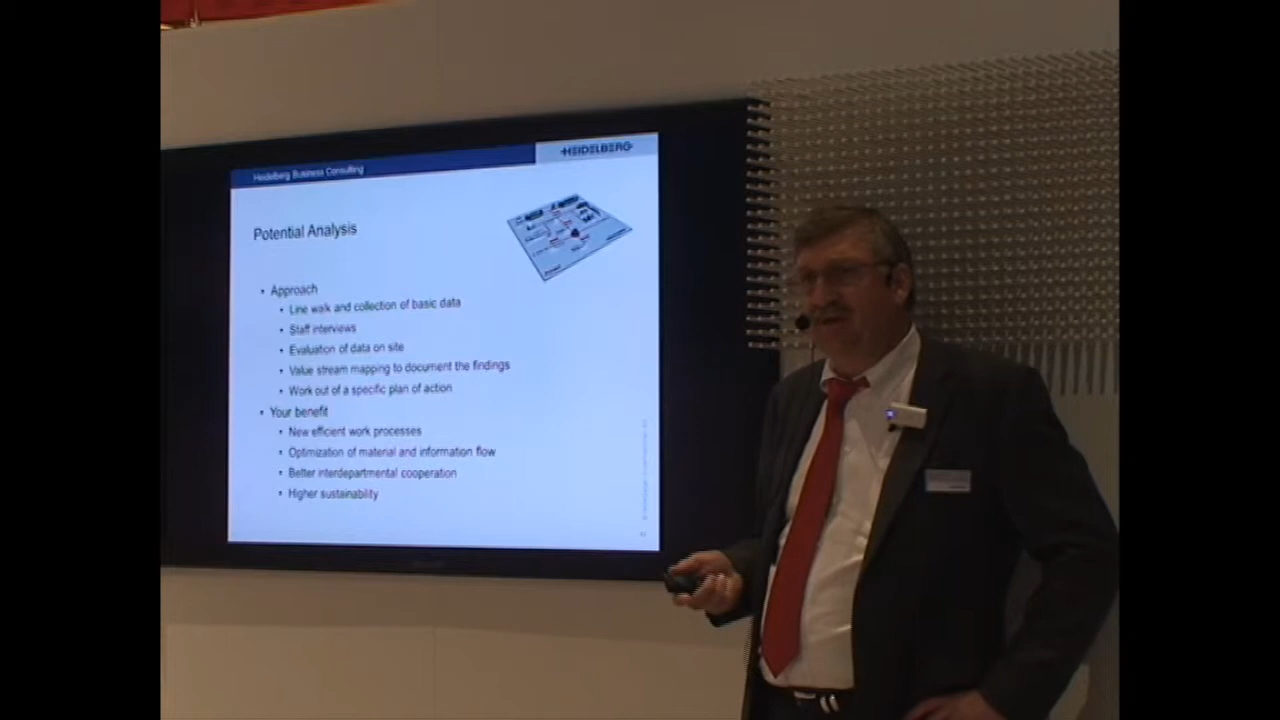 Heidelberg Business Consulting
HEIDELBERG
Potential Analysis
• Approach
• Line walk and collection of basic data
• Staff interviews
• Evaluation of data on site
• Value stream mapping to document the findings
• Work out of a specific plan of action
• Your benefit
• New efficient work processes
• Optimization of material and information flow
• Better interdepartmental cooperation
• Higher sustainability